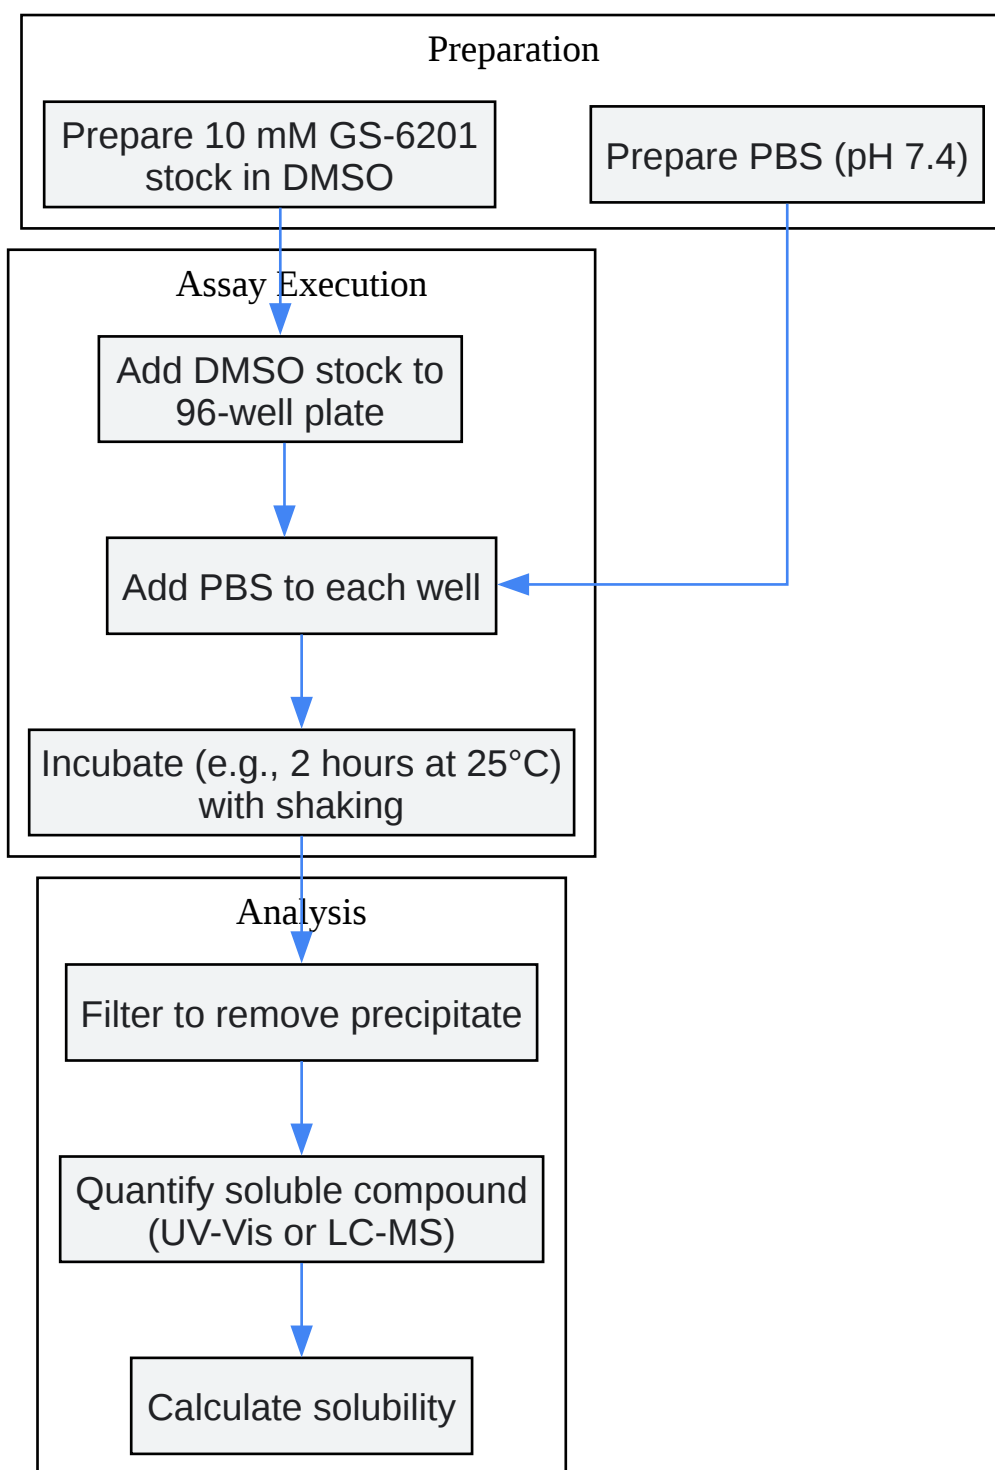 Preparation
Prepare 10 mM GS-6201
stock in DMSO
Prepare PBS (pH 7.4)
Assay Execution
Add DMSO stock to
96-well plate
Add PBS to each well
Incubate (e.g., 2 hours at 25°C)
with shaking
Analysis
Filter to remove precipitate
Quantify soluble compound
(UV-Vis or LC-MS)
Calculate solubility